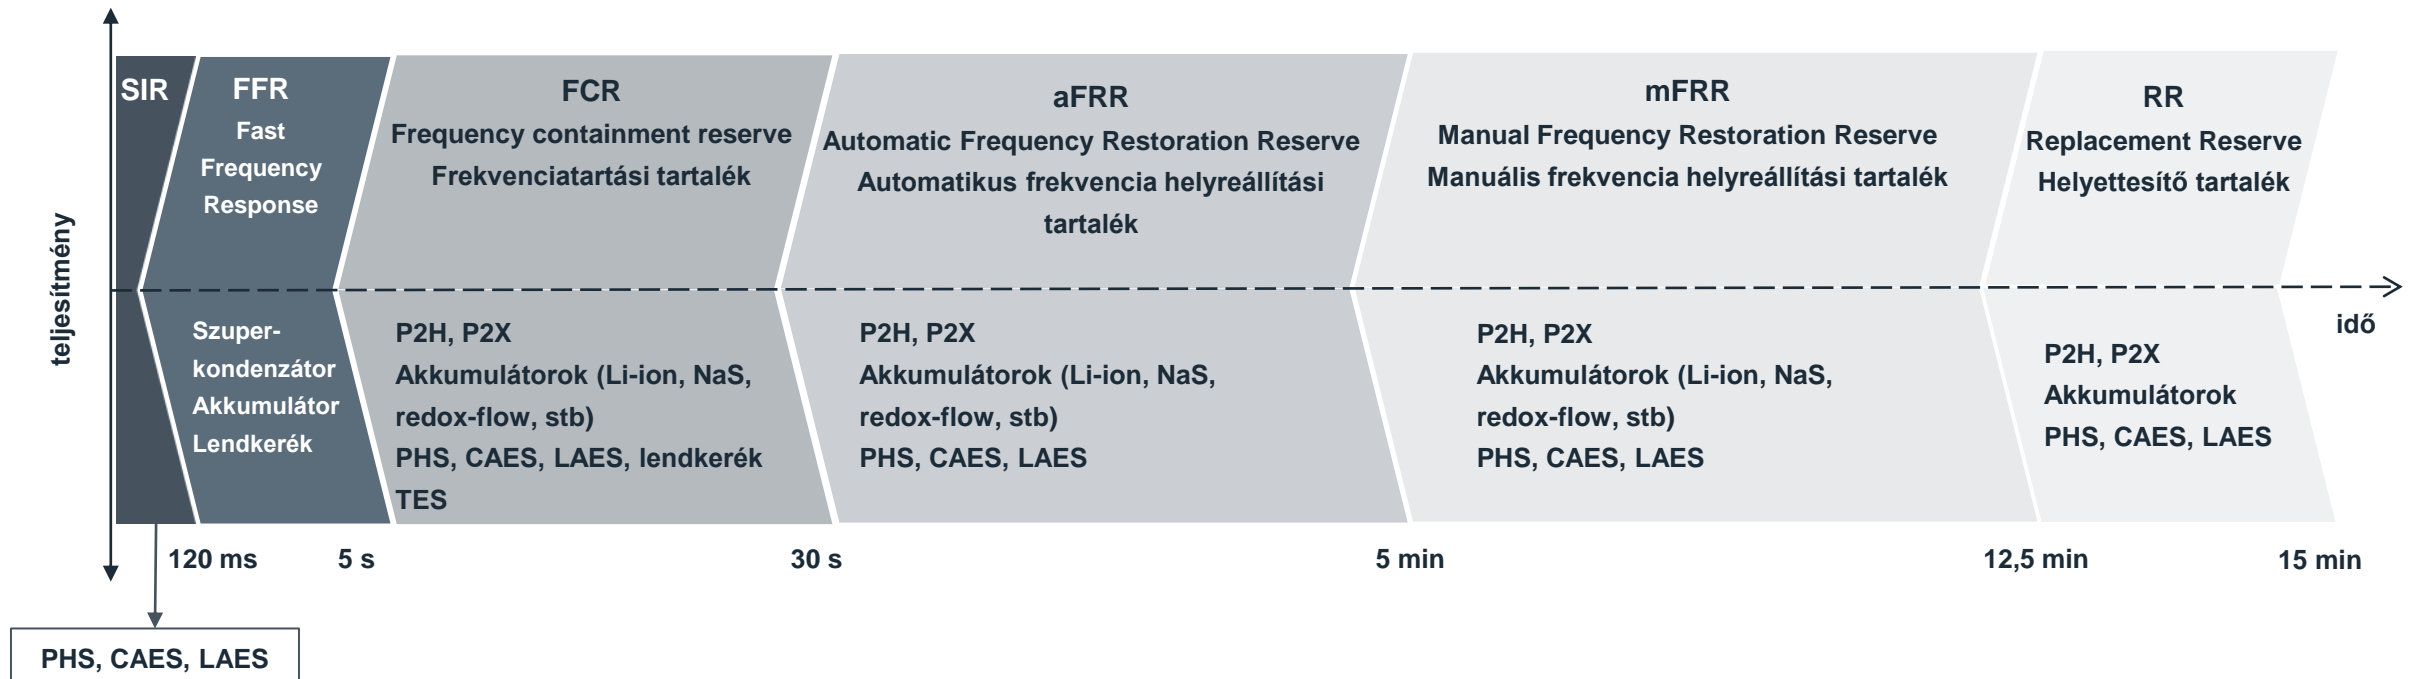 SIR
FFR
Fast
Frequency
Response
FCR
Frequency containment reserve
Frekvenciatartási tartalék
aFRR
Automatic Frequency Restoration Reserve
Automatikus frekvencia helyreállítási
tartalék
mFRR
Manual Frequency Restoration Reserve
Manuális frekvencia helyreállítási tartalék
RR
Replacement Reserve
Helyettesítő tartalék
teljesítmény
idő
Szuper-
kondenzátor
Akkumulátor
Lendkerék
P2H, P2X
Akkumulátorok (Li-ion, NaS,
redox-flow, stb)
PHS, CAES, LAES, lendkerék
TES
P2H, P2X
Akkumulátorok (Li-ion, NaS,
redox-flow, stb)
PHS, CAES, LAES
P2H, P2X
Akkumulátorok (Li-ion, NaS,
redox-flow, stb)
PHS, CAES, LAES
P2H, P2X
Akkumulátorok
PHS, CAES, LAES
120 ms
5 s
30 s
5 min
12,5 min
15 min
PHS, CAES, LAES